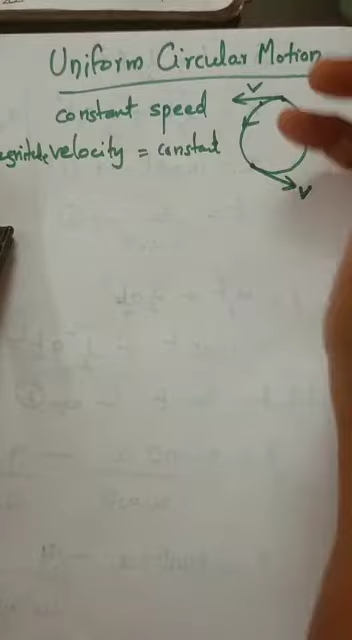 Uniform Circular Motion
V
constant speed
velocity = constant
V